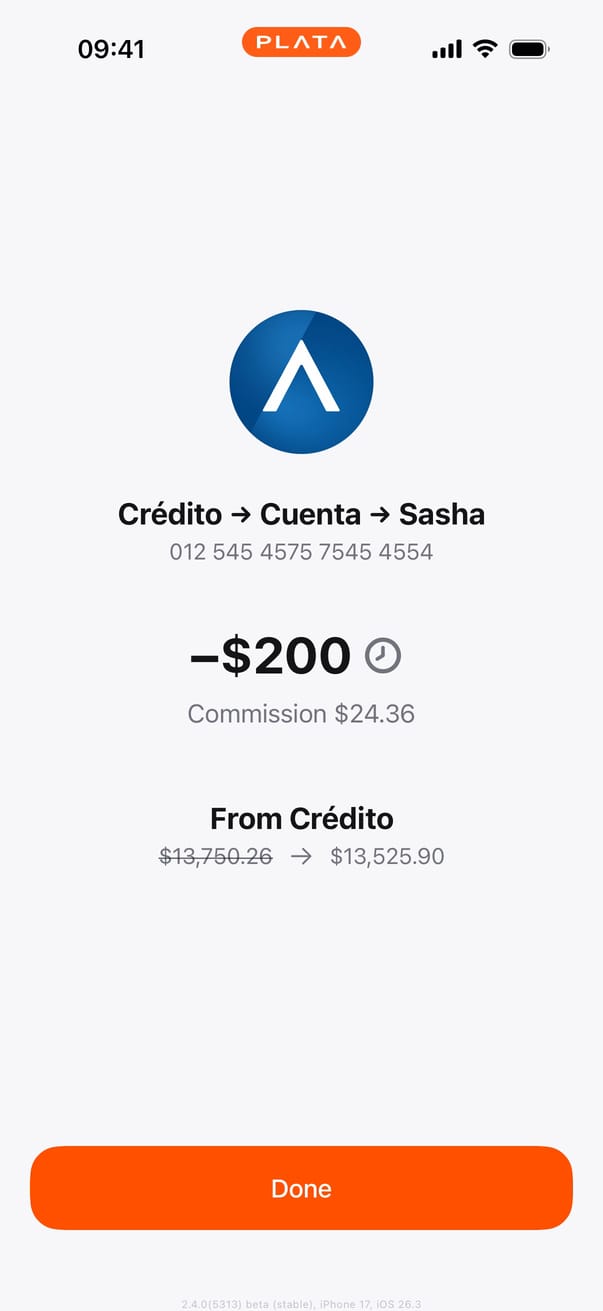 09:41
PLATA
Crédito → Cuenta → Sasha
012 545 4575 7545 4554
–$200
Commission $24.36
From Crédito
$13,750.26 → $13,525.90
Done
2.4.0(5313) beta (stable), iPhone 17, iOS 26.3